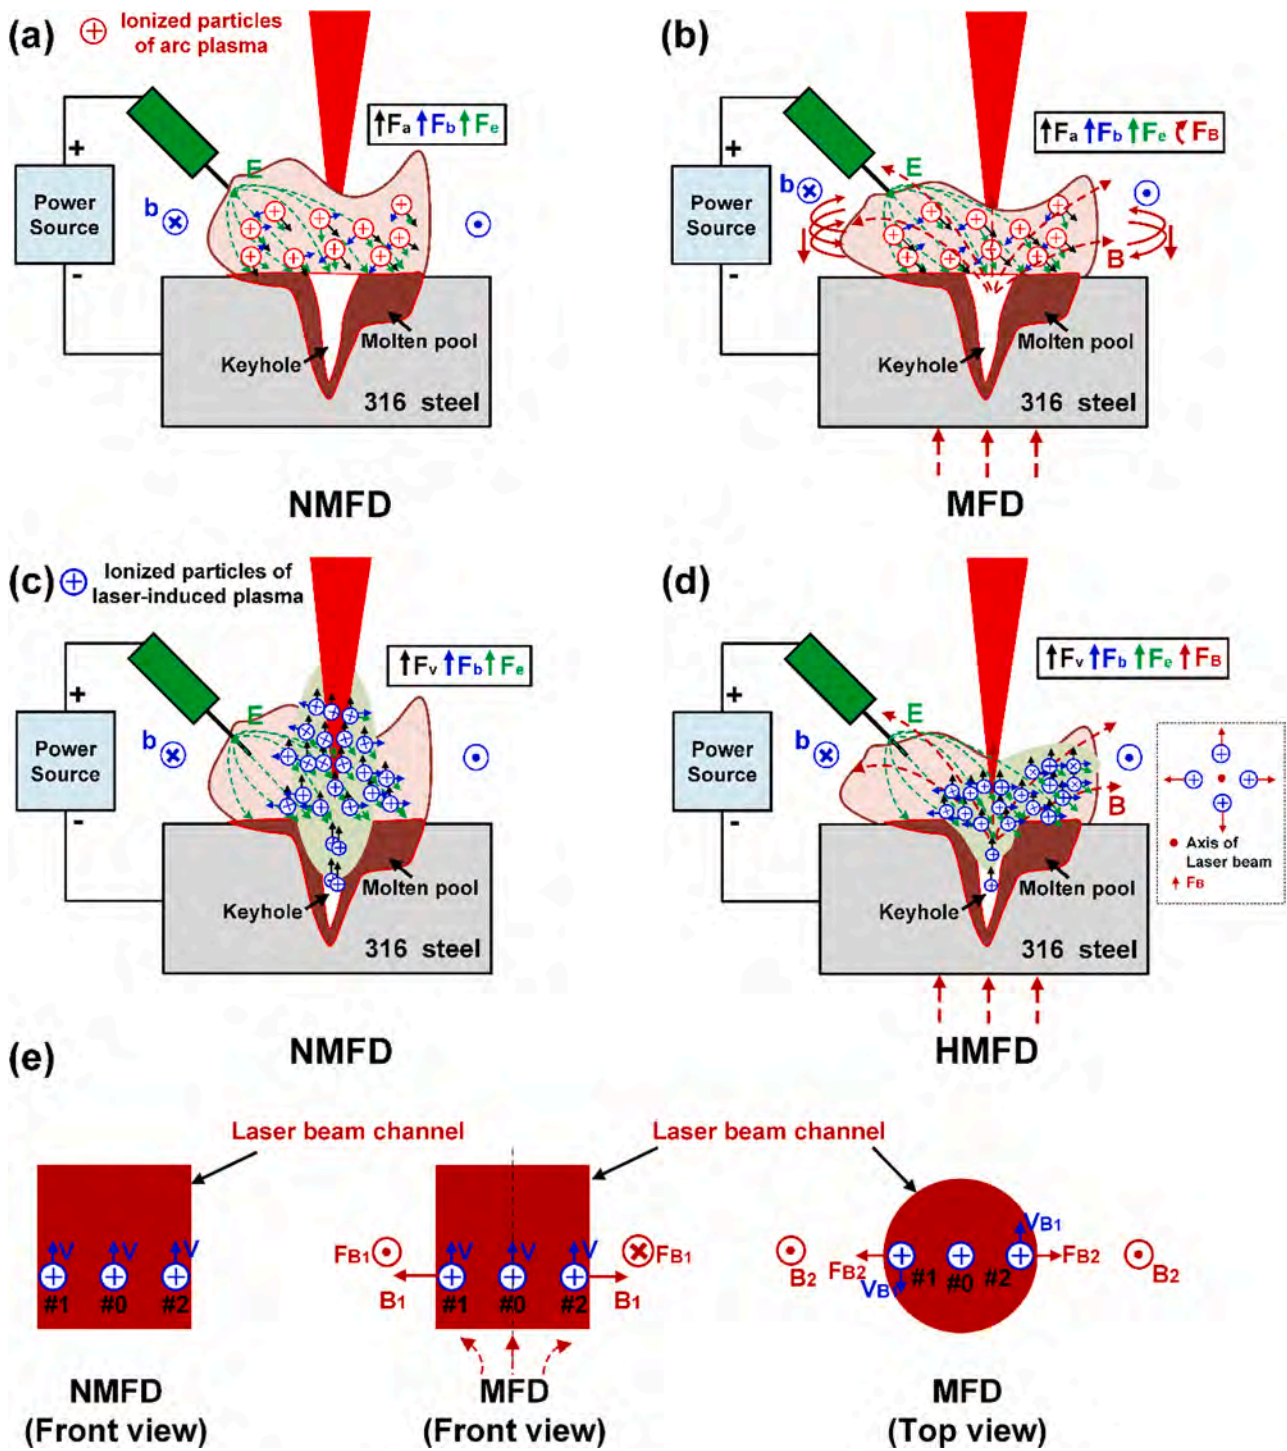 (a)
Ionized particles
of arc plasma
Fa Fb Fe
+
E
Power
Source
b
-
Molten pool
Keyhole
316 steel
NMFD
(b)
Fa Fb Fe FB
+
E
Power
Source
b
B
-
Molten pool
Keyhole
316 steel
MFD
(c)
Ionized particles of
laser-induced plasma
Fv Fb Fe
+
E
Power
Source
b
-
Molten pool
Keyhole
316 steel
NMFD
(d)
Fv Fb Fe FB
+
E
Power
Source
b
B
-
Molten pool
Keyhole
316 steel
Axis of
Laser beam
FB
HMFD
(e)
Laser beam channel
Laser beam channel
V V V
#1 #0 #2
NMFD
(Front view)
FB1 V V V FB1
B1 #1 #0 #2 B1
MFD
(Front view)
VB1
FB2 FB2
B2 VB #1 #0 #2 B2
MFD
(Top view)